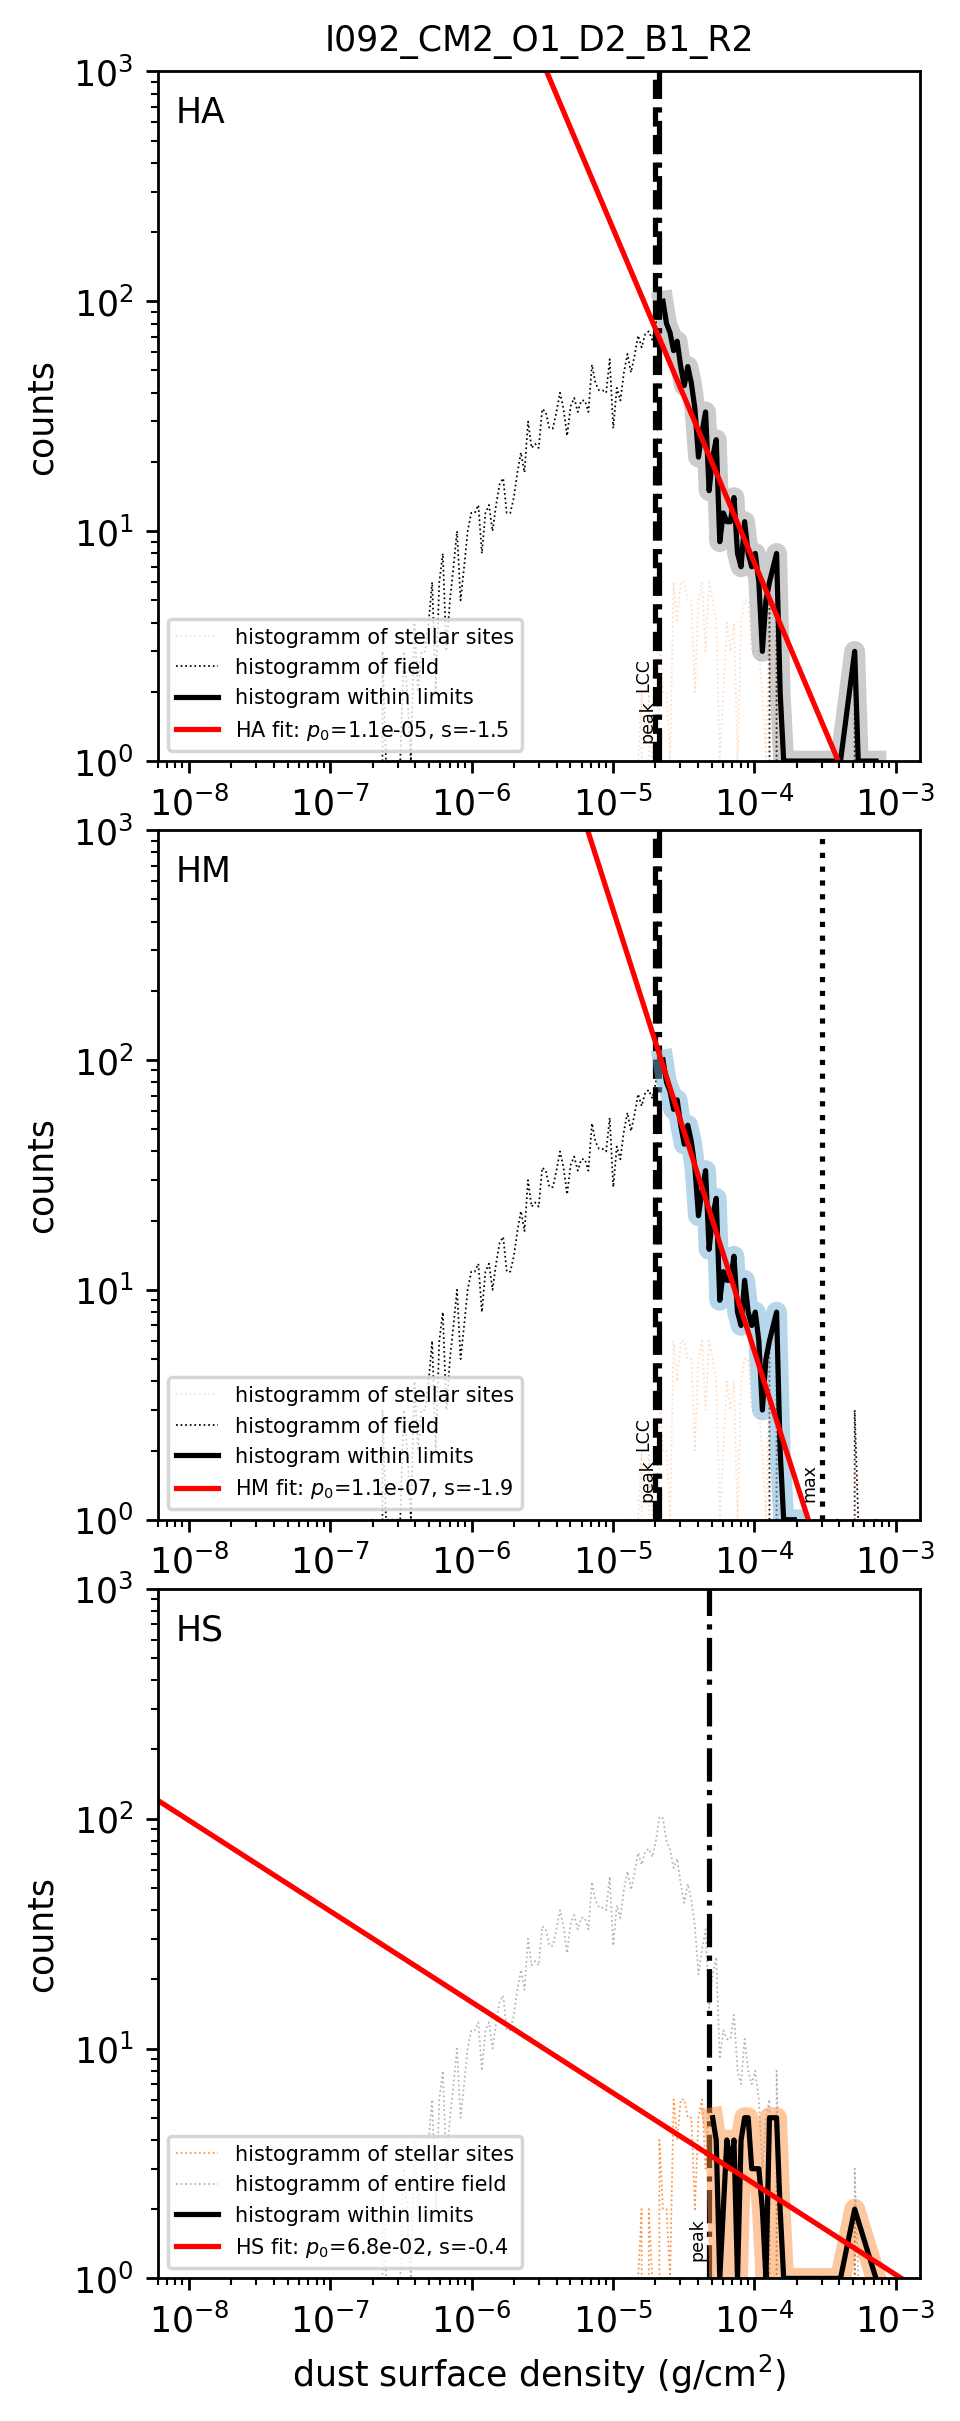 I092_CM2_O1_D2_B1_R2
HA
10³
10²
10¹
10⁰
counts
LCC
peak
histogramm of stellar sites
histogramm of field
histogram within limits
HA fit: p₀=1.1e-05, s=-1.5
10⁻⁸ 10⁻⁷ 10⁻⁶ 10⁻⁵ 10⁻⁴ 10⁻³
HM
10³
10²
10¹
10⁰
counts
LCC
peak
max
histogramm of stellar sites
histogramm of field
histogram within limits
HM fit: p₀=1.1e-07, s=-1.9
10⁻⁸ 10⁻⁷ 10⁻⁶ 10⁻⁵ 10⁻⁴ 10⁻³
HS
10³
10²
10¹
10⁰
counts
peak
histogramm of stellar sites
histogramm of entire field
histogram within limits
HS fit: p₀=6.8e-02, s=-0.4
10⁻⁸ 10⁻⁷ 10⁻⁶ 10⁻⁵ 10⁻⁴ 10⁻³
dust surface density (g/cm²)